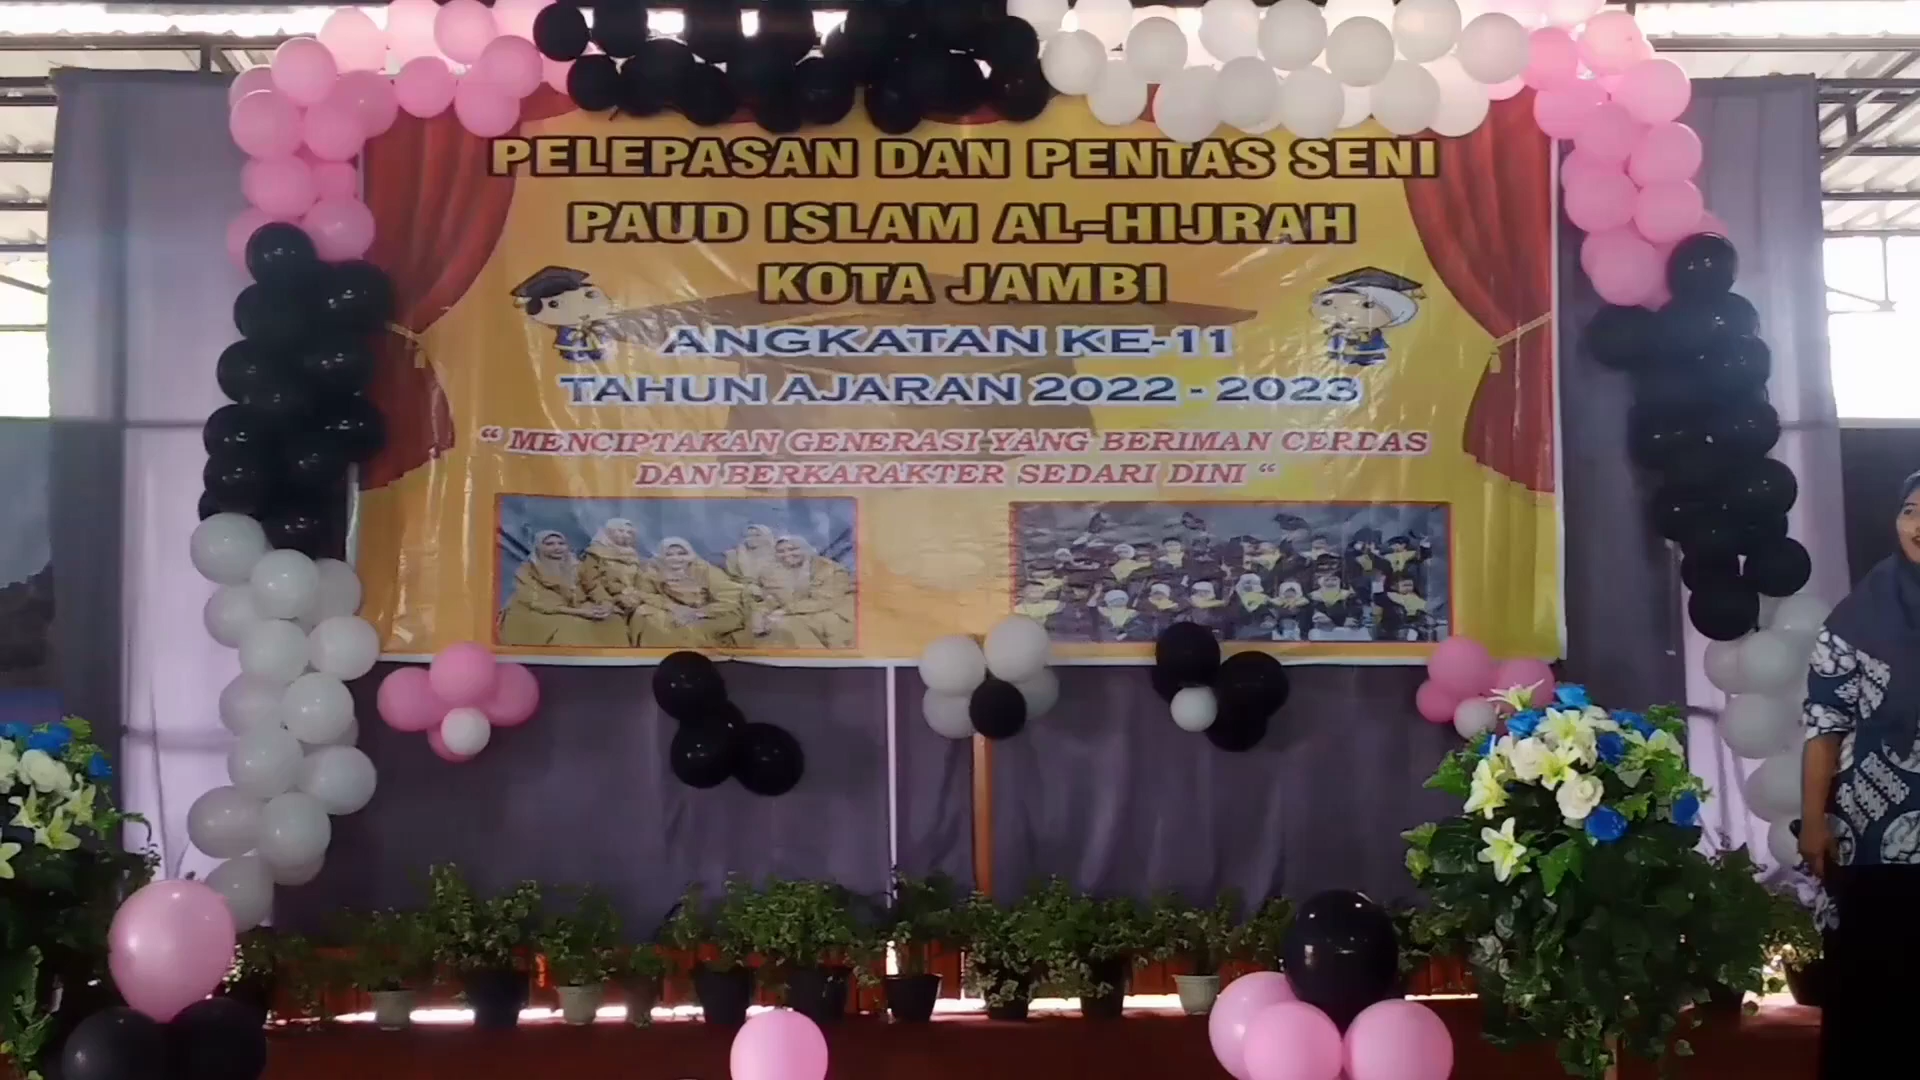 PELEPASAN DAN PENTAS SENI
PAUD ISLAM AL-HIJRAH
KOTA JAMBI
ANGKATAN KE-11
TAHUN AJARAN 2022 - 2023
“ MENCIPTAKAN GENERASI YANG BERIMAN CERDAS
DAN BERKARAKTER SEDARI DINI “